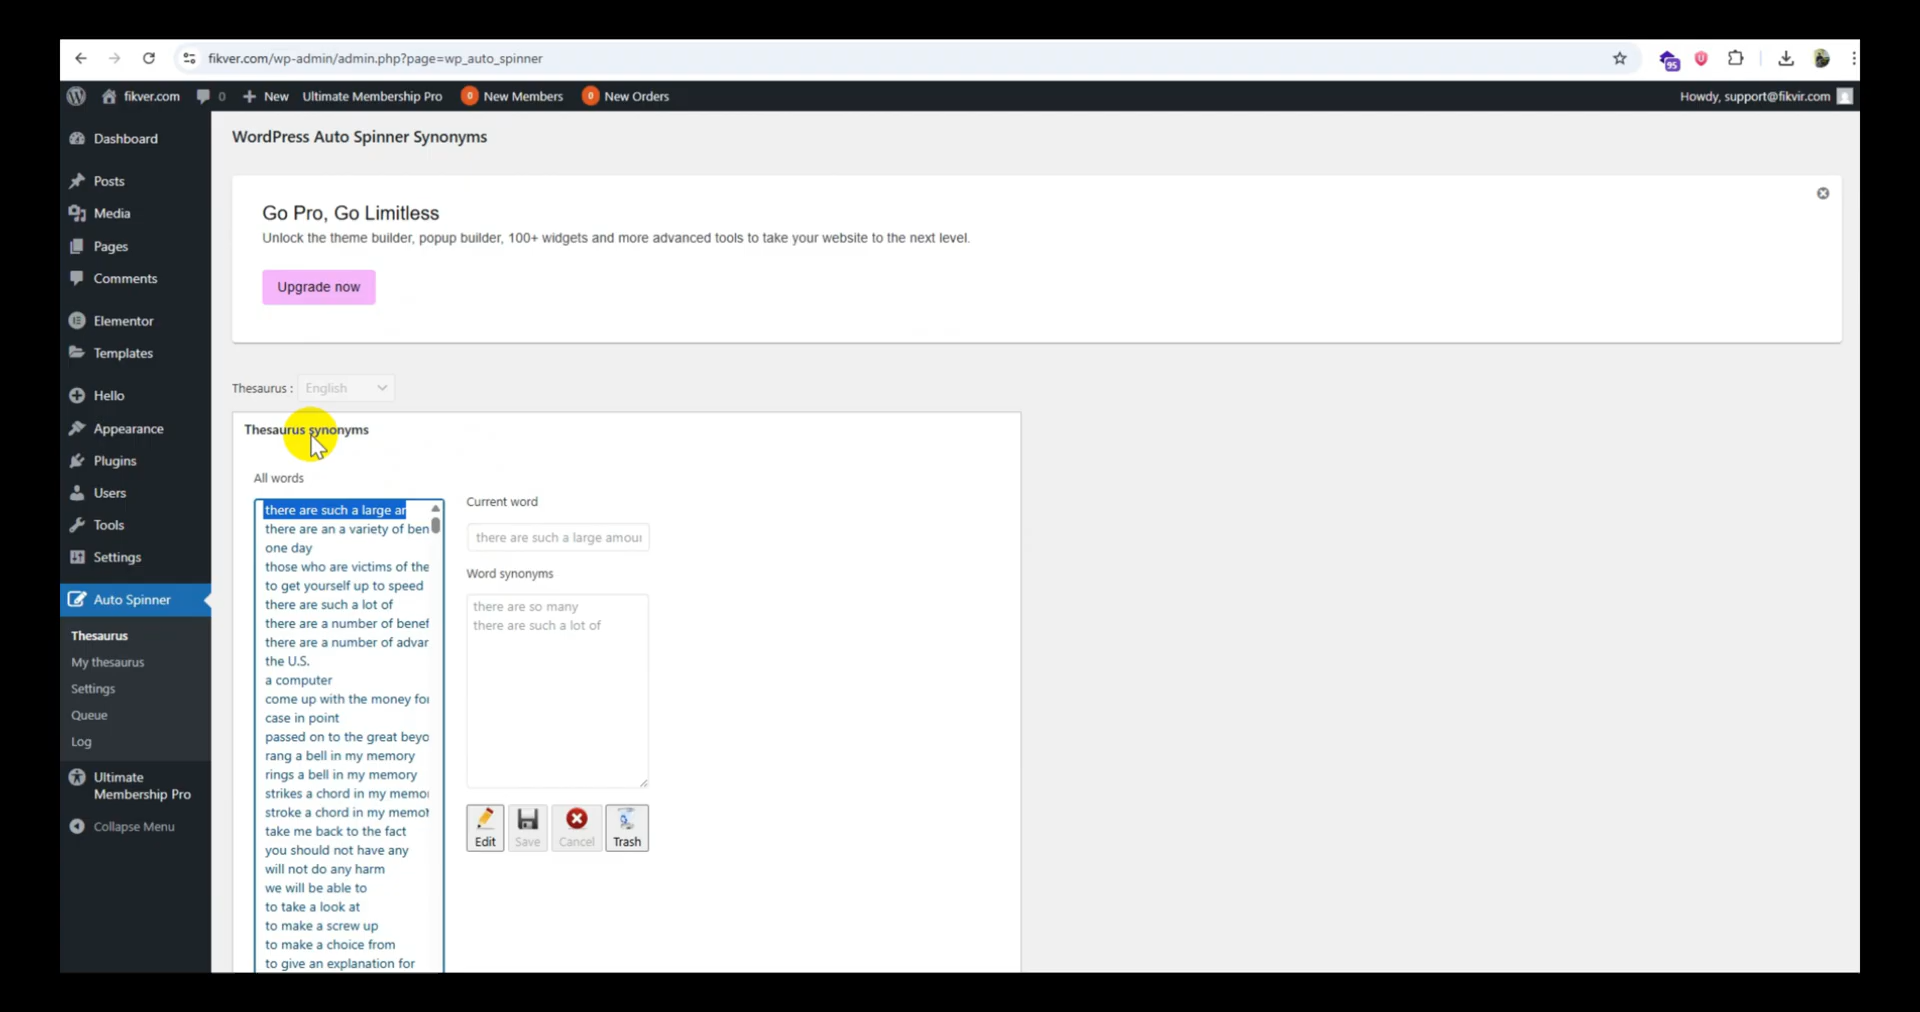 fikver.com/wp-admin/admin.php?page=wp_auto_spinner
95
fikver.com
0
New
Ultimate Membership Pro
0
New Members
0
New Orders
Howdy, support@fikvir.com
Dashboard
Posts
Media
Pages
Comments
Elementor
Templates
Hello
Appearance
Plugins
Users
Tools
Settings
Auto Spinner
Thesaurus
My thesaurus
Settings
Queue
Log
Ultimate
Membership Pro
Collapse Menu
WordPress Auto Spinner Synonyms
Go Pro, Go Limitless
Unlock the theme builder, popup builder, 100+ widgets and more advanced tools to take your website to the next level.
Upgrade now
Thesaurus : English
Thesaurus synonyms
All words
there are such a large ar
there are an a variety of ben
one day
those who are victims of the
to get yourself up to speed
there are such a lot of
there are a number of benef
there are a number of advar
the U.S.
a computer
come up with the money for
case in point
passed on to the great beyo
rang a bell in my memory
rings a bell in my memory
strikes a chord in my memor
stroke a chord in my memor
take me back to the fact
you should not have any
will not do any harm
we will be able to
to take a look at
to make a screw up
to make a choice from
to give an explanation for
Current word
there are such a large amour
Word synonyms
there are so many
there are such a lot of
Edit
Save
Cancel
Trash